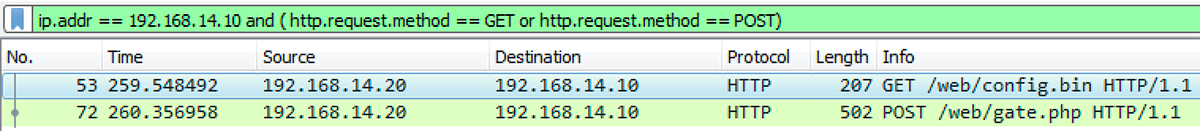 ip.addr == 192.168.14.10 and ( http.request.method == GET or http.request.method == POST)
No. Time Source Destination Protocol Length Info
53 259.548492 192.168.14.20 192.168.14.10 HTTP 207 GET /web/config.bin HTTP/1.1
72 260.356958 192.168.14.20 192.168.14.10 HTTP 502 POST /web/gate.php HTTP/1.1